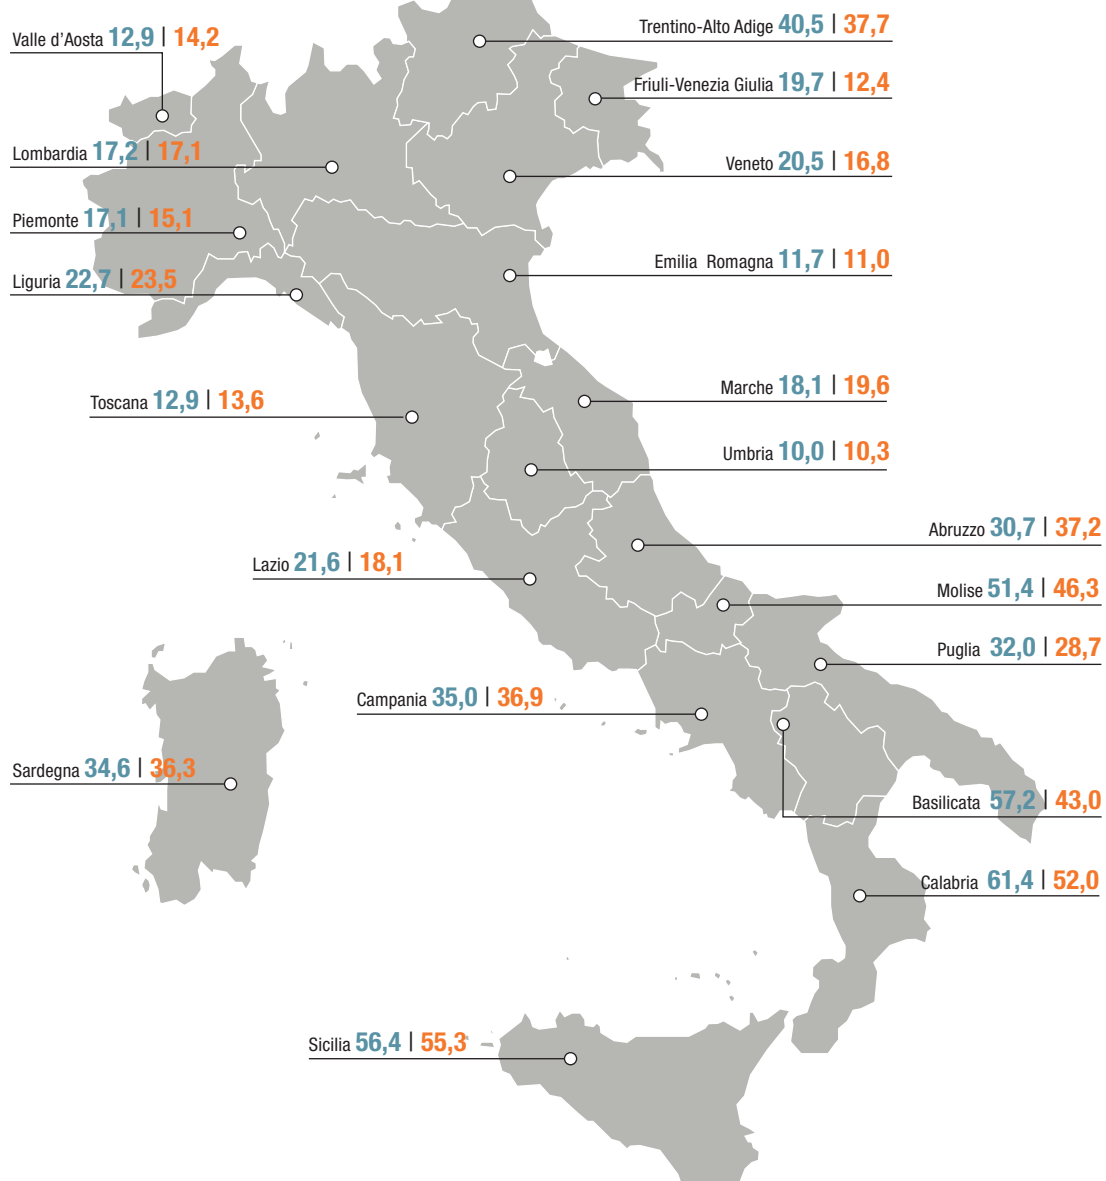 Trentino-Alto Adige 40,5 | 37,7
Valle d'Aosta 12,9 | 14,2
Friuli-Venezia Giulia 19,7 | 12,4
Lombardia 17,2 | 17,1
Veneto 20,5 | 16,8
Piemonte 17,1 | 15,1
Emilia Romagna 11,7 | 11,0
Liguria 22,7 | 23,5
Marche 18,1 | 19,6
Toscana 12,9 | 13,6
Umbria 10,0 | 10,3
Abruzzo 30,7 | 37,2
Lazio 21,6 | 18,1
Molise 51,4 | 46,3
Puglia 32,0 | 28,7
Campania 35,0 | 36,9
Sardegna 34,6 | 36,3
Basilicata 57,2 | 43,0
Calabria 61,4 | 52,0
Sicilia 56,4 | 55,3